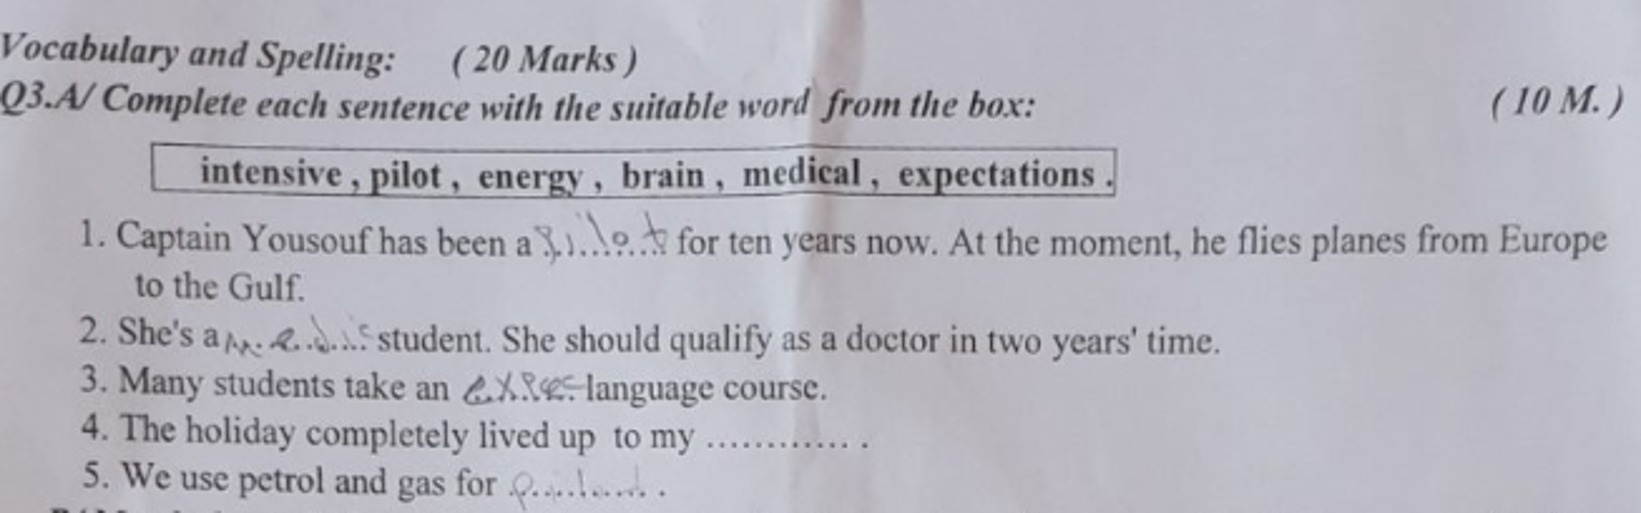 Vocabulary and Spelling: ( 20 Marks )
Q3.A/ Complete each sentence with the suitable word from the box: ( 10 M. )
intensive , pilot , energy , brain , medical , expectations .
1. Captain Yousouf has been a Pilot for ten years now. At the moment, he flies planes from Europe
to the Gulf.
2. She's a medic student. She should qualify as a doctor in two years' time.
3. Many students take an expec language course.
4. The holiday completely lived up to my ............. .
5. We use petrol and gas for .